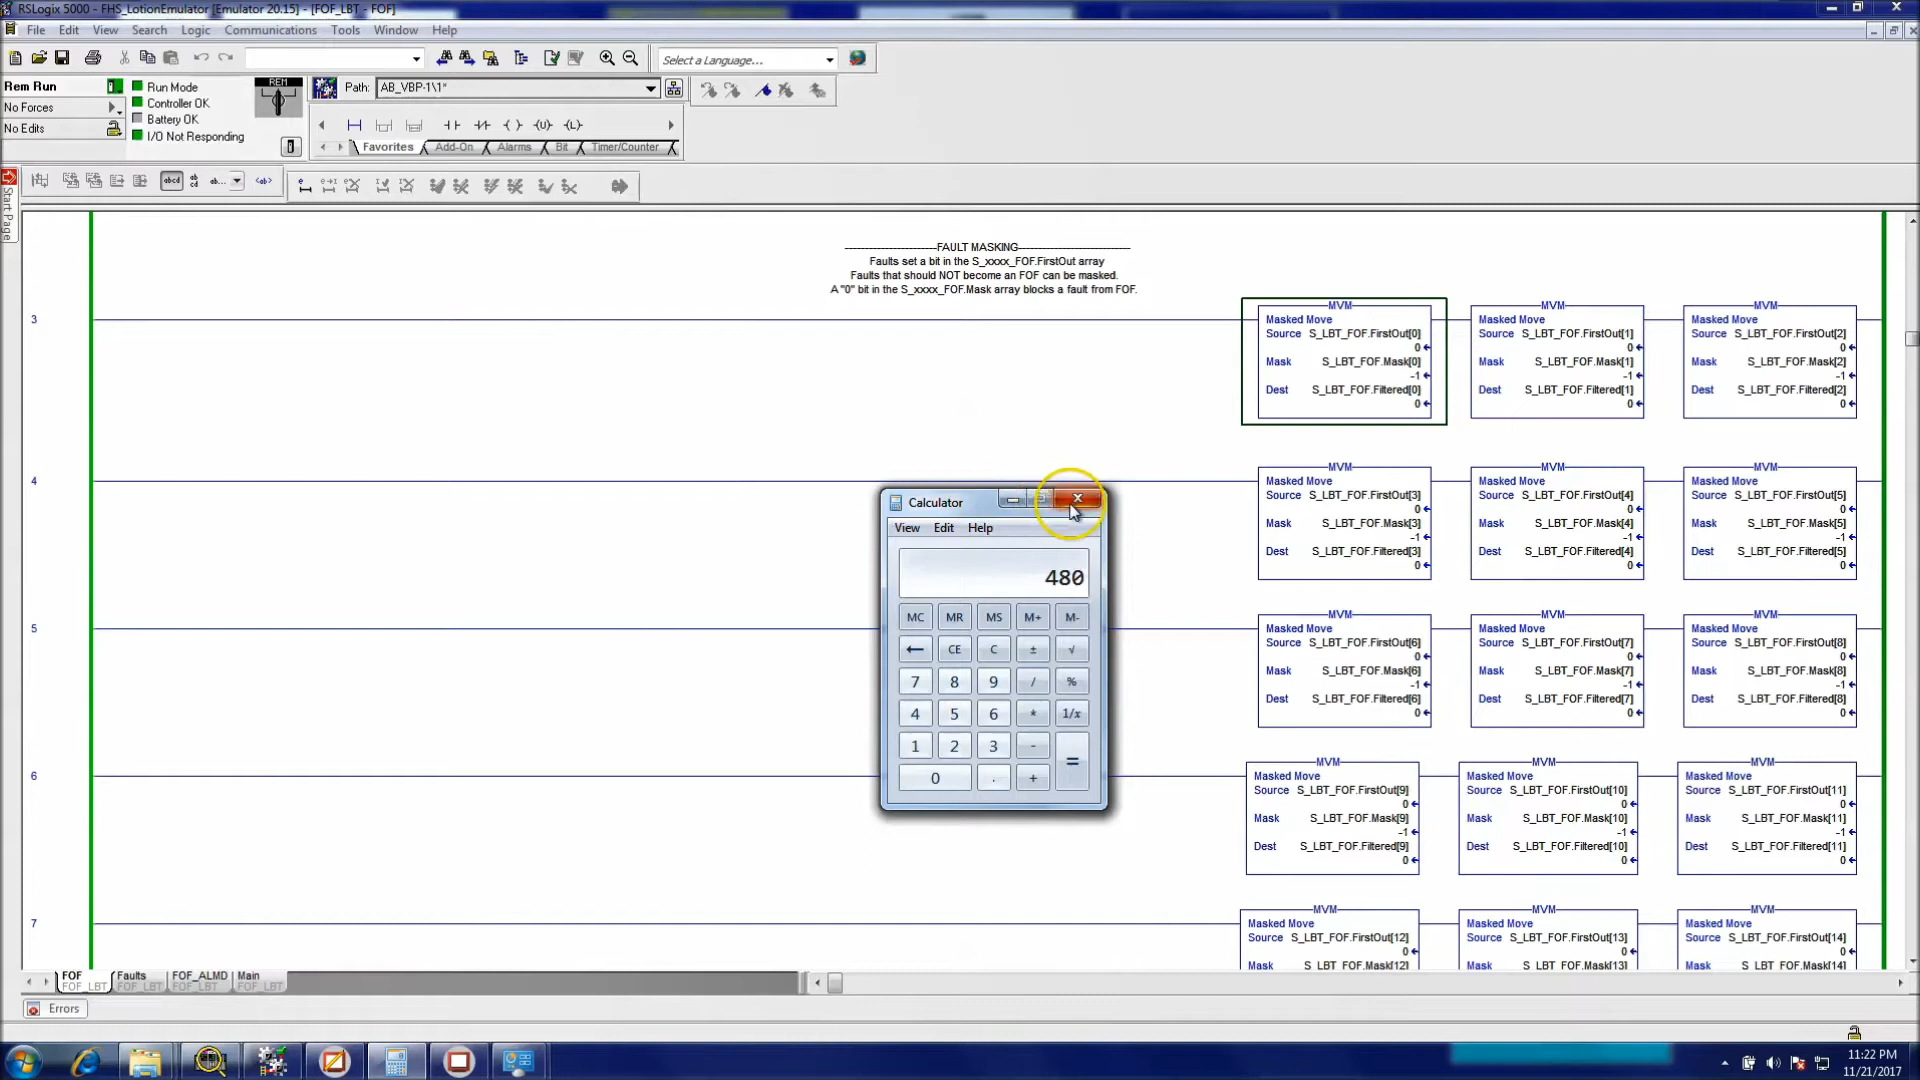 RSLogix 5000 - FHS_LotionEmulator [Emulator 20.15] - [FOF_LBT - FOF]
File Edit View Search Logic Communications Tools Window Help
Select a Language...
Rem Run
No Forces
No Edits
Run Mode
Controller OK
Battery OK
I/O Not Responding
REM
Path: AB_VBP-1\1*
Favorites Add-On Alarms Bit Timer/Counter
Start Page
FAULT MASKING
Faults set a bit in the S_xxxx_FOF.FirstOut array
Faults that should NOT become an FOF can be masked.
A "0" bit in the S_xxxx_FOF.Mask array blocks a fault from FOF.
3
MVM MVM MVM
Masked Move Masked Move Masked Move
Source S_LBT_FOF.FirstOut[0] Source S_LBT_FOF.FirstOut[1] Source S_LBT_FOF.FirstOut[2]
0 0 0
Mask S_LBT_FOF.Mask[0] Mask S_LBT_FOF.Mask[1] Mask S_LBT_FOF.Mask[2]
-1 -1 -1
Dest S_LBT_FOF.Filtered[0] Dest S_LBT_FOF.Filtered[1] Dest S_LBT_FOF.Filtered[2]
0 0 0
4
MVM MVM MVM
Masked Move Masked Move Masked Move
Source S_LBT_FOF.FirstOut[3] Source S_LBT_FOF.FirstOut[4] Source S_LBT_FOF.FirstOut[5]
0 0 0
Mask S_LBT_FOF.Mask[3] Mask S_LBT_FOF.Mask[4] Mask S_LBT_FOF.Mask[5]
-1 -1 -1
Dest S_LBT_FOF.Filtered[3] Dest S_LBT_FOF.Filtered[4] Dest S_LBT_FOF.Filtered[5]
0 0 0
5
MVM MVM MVM
Masked Move Masked Move Masked Move
Source S_LBT_FOF.FirstOut[6] Source S_LBT_FOF.FirstOut[7] Source S_LBT_FOF.FirstOut[8]
0 0 0
Mask S_LBT_FOF.Mask[6] Mask S_LBT_FOF.Mask[7] Mask S_LBT_FOF.Mask[8]
-1 -1 -1
Dest S_LBT_FOF.Filtered[6] Dest S_LBT_FOF.Filtered[7] Dest S_LBT_FOF.Filtered[8]
0 0 0
6
MVM MVM MVM
Masked Move Masked Move Masked Move
Source S_LBT_FOF.FirstOut[9] Source S_LBT_FOF.FirstOut[10] Source S_LBT_FOF.FirstOut[11]
0 0 0
Mask S_LBT_FOF.Mask[9] Mask S_LBT_FOF.Mask[10] Mask S_LBT_FOF.Mask[11]
-1 -1 -1
Dest S_LBT_FOF.Filtered[9] Dest S_LBT_FOF.Filtered[10] Dest S_LBT_FOF.Filtered[11]
0 0 0
7
MVM MVM MVM
Masked Move Masked Move Masked Move
Source S_LBT_FOF.FirstOut[12] Source S_LBT_FOF.FirstOut[13] Source S_LBT_FOF.FirstOut[14]
0 0 0
Mask S_LBT_FOF.Mask[12] Mask S_LBT_FOF.Mask[13] Mask S_LBT_FOF.Mask[14]
Calculator
View Edit Help
480
MC MR MS M+ M-
← CE C ± √
7 8 9 / %
4 5 6 * 1/x
1 2 3 - =
0 . +
FOF Faults FOF_ALMD Main
FOF_LBT FOF_LBT FOF_LBT FOF_LBT
Errors
11:22 PM
11/21/2017